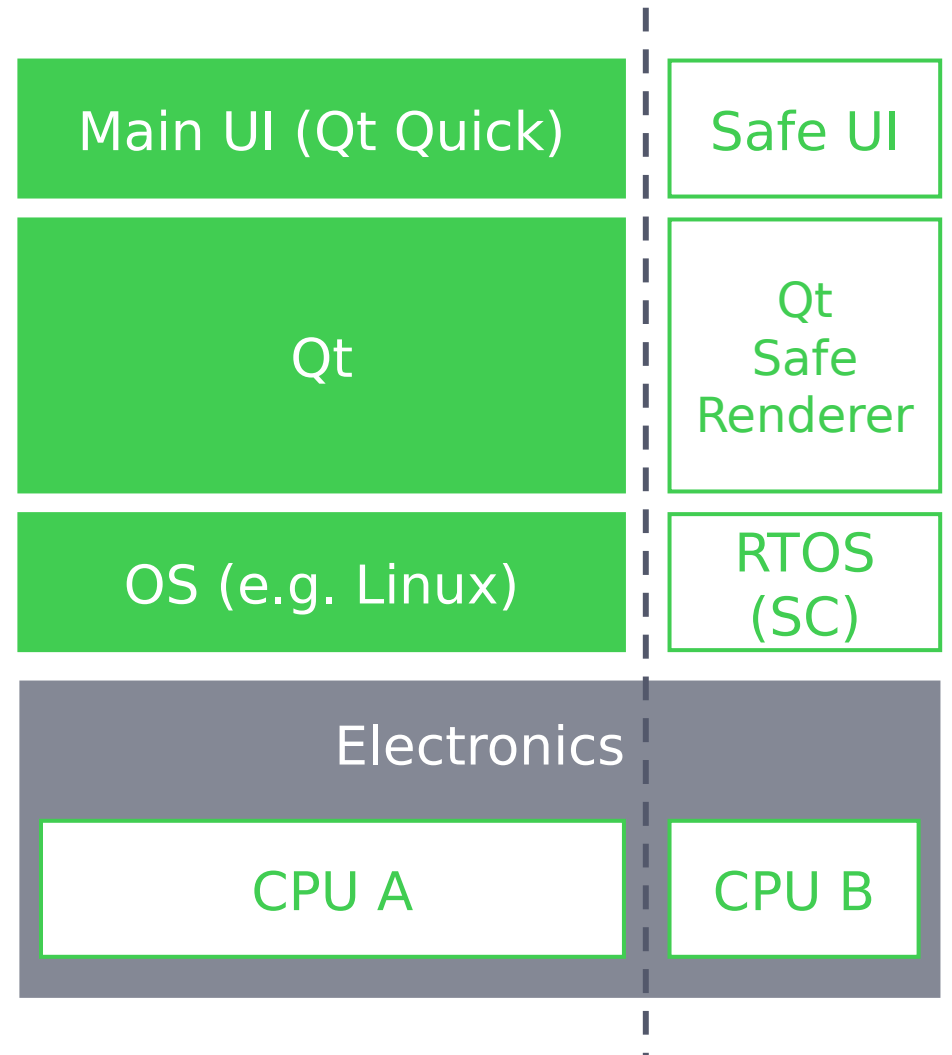 Main UI (Qt Quick)
Safe UI
Qt
Qt
Safe
Renderer
OS (e.g. Linux)
RTOS
(SC)
Electronics
CPU A
CPU B